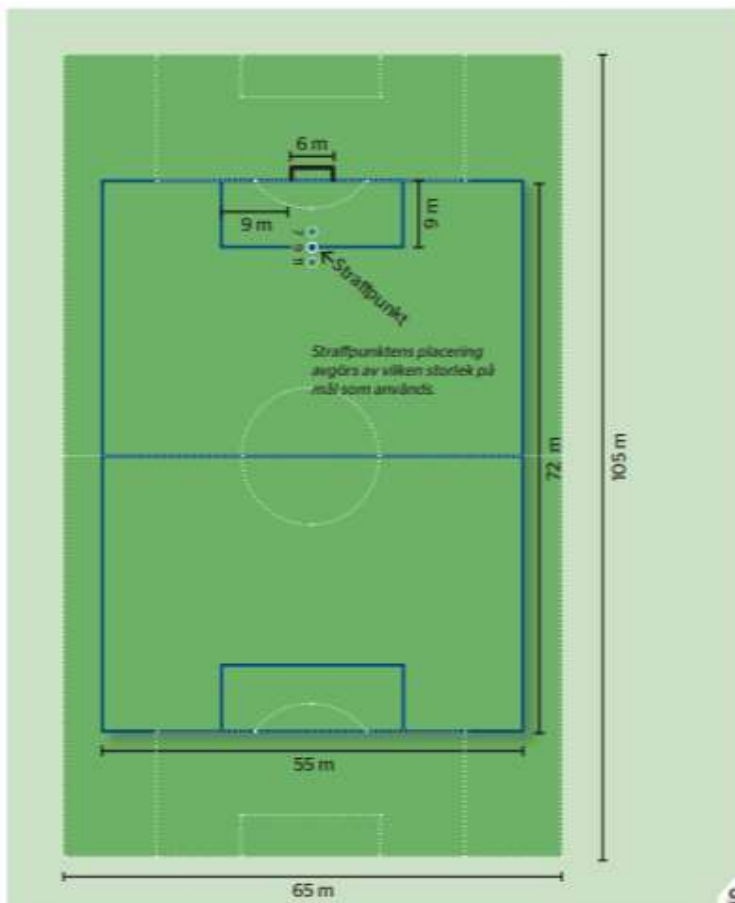 6 m
9 m
9 m
7
9
11
Straffpunkt
Straffpunktens placering
avgörs av vilken storlek på
mål som används.
72 m
105 m
55 m
65 m